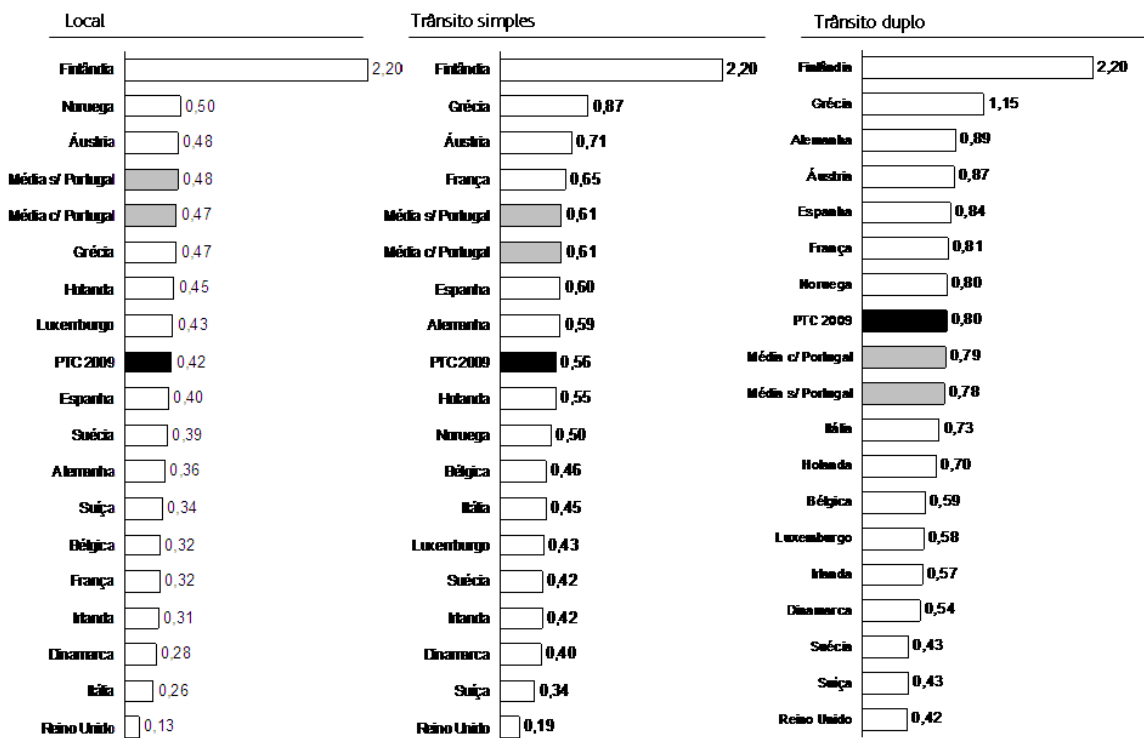 Local
Finlândia 2,20
Noruega 0,50
Áustria 0,48
Média s/ Portugal 0,48
Média c/ Portugal 0,47
Grécia 0,47
Holanda 0,45
Luxemburgo 0,43
PTC 2009 0,42
Espanha 0,40
Suécia 0,39
Alemanha 0,36
Suiça 0,34
Bélgica 0,32
França 0,32
Irlanda 0,31
Dinamarca 0,28
Itália 0,26
Reino Unido 0,13
Trânsito simples
Finlândia 2,20
Grécia 0,87
Áustria 0,71
França 0,65
Média s/ Portugal 0,61
Média c/ Portugal 0,61
Espanha 0,60
Alemanha 0,59
PTC 2009 0,56
Holanda 0,55
Noruega 0,50
Bélgica 0,46
Itália 0,45
Luxemburgo 0,43
Suécia 0,42
Irlanda 0,42
Dinamarca 0,40
Suiça 0,34
Reino Unido 0,19
Trânsito duplo
Finlândia 2,20
Grécia 1,15
Alemanha 0,89
Áustria 0,87
Espanha 0,84
França 0,81
Noruega 0,80
PTC 2009 0,80
Média c/ Portugal 0,79
Média s/ Portugal 0,78
Itália 0,73
Holanda 0,70
Bélgica 0,59
Luxemburgo 0,58
Irlanda 0,57
Dinamarca 0,54
Suécia 0,43
Suiça 0,43
Reino Unido 0,42